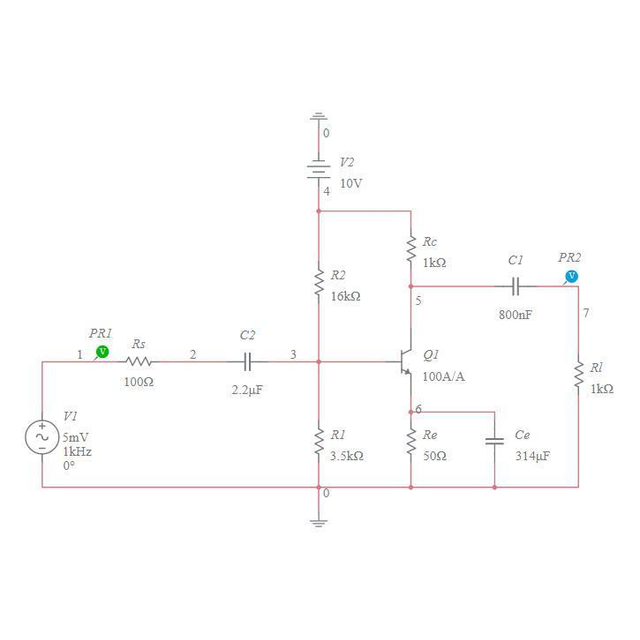 0
V2
10V
4
Rc
1kΩ
R2
16kΩ
C1
PR2
V
800nF
5
7
PR1
V
1
Rs
100Ω
2
C2
2.2μF
3
Q1
100A/A
Rl
1kΩ
V1
5mV
1kHz
0°
R1
3.5kΩ
6
Re
50Ω
Ce
314μF
0